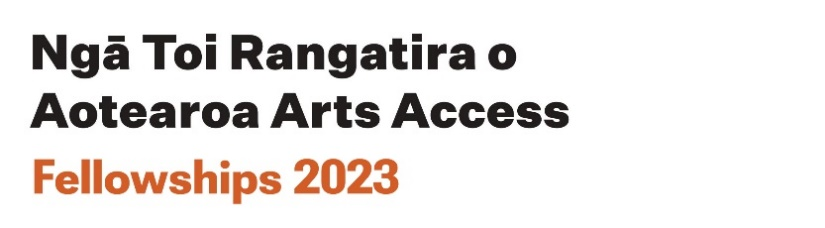 Ngā Toi Rangatira o
Aotearoa Arts Access
Fellowships 2023